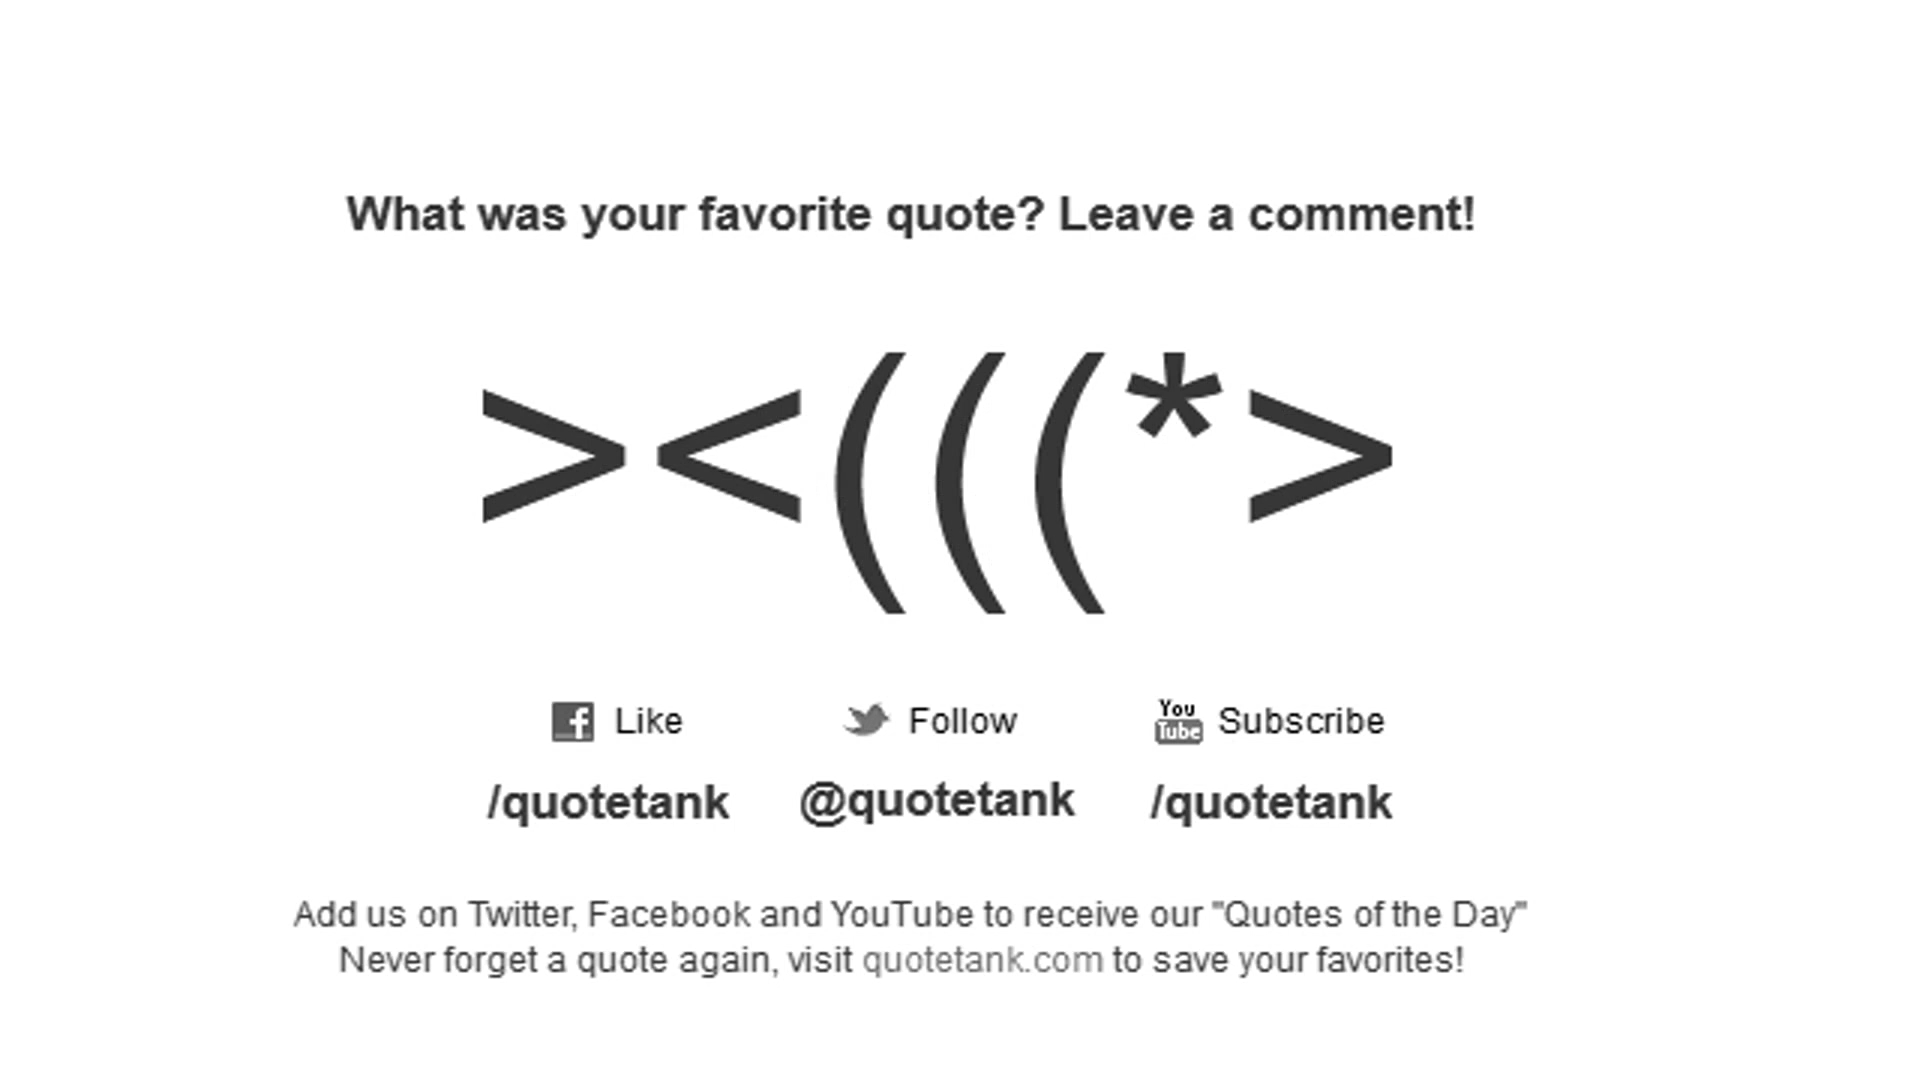 What was your favorite quote? Leave a comment!
><(((*>
f Like Follow You Tube Subscribe
/quotetank @quotetank /quotetank
Add us on Twitter, Facebook and YouTube to receive our "Quotes of the Day"
Never forget a quote again, visit quotetank.com to save your favorites!